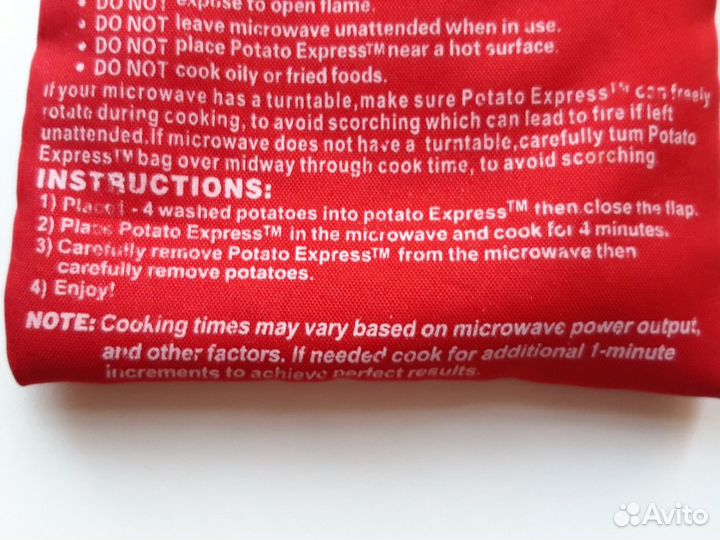 • DO NOT expose to open flame.
• DO NOT leave microwave unattended when in use.
• DO NOT place Potato Express™ near a hot surface.
• DO NOT cook oily or fried foods.
If your microwave has a turntable,make sure Potato Express™ can freely
rotate during cooking, to avoid scorching which can lead to fire if left
unattended.If microwave does not have a turntable,carefully tum Potato
Express™ bag over midway through cook time, to avoid scorching
INSTRUCTIONS:
1) Place1 - 4 washed potatoes into potato Express™ then close the flap.
2) Place Potato Express™ in the microwave and cook for 4 minutes.
3) Carefully remove Potato Express™ from the microwave then
carefully remove potatoes.
4) Enjoy!
NOTE: Cooking times may vary based on microwave power output,
and other factors. If needed cook for additional 1-minute
increments to achieve perfect results.
Avito